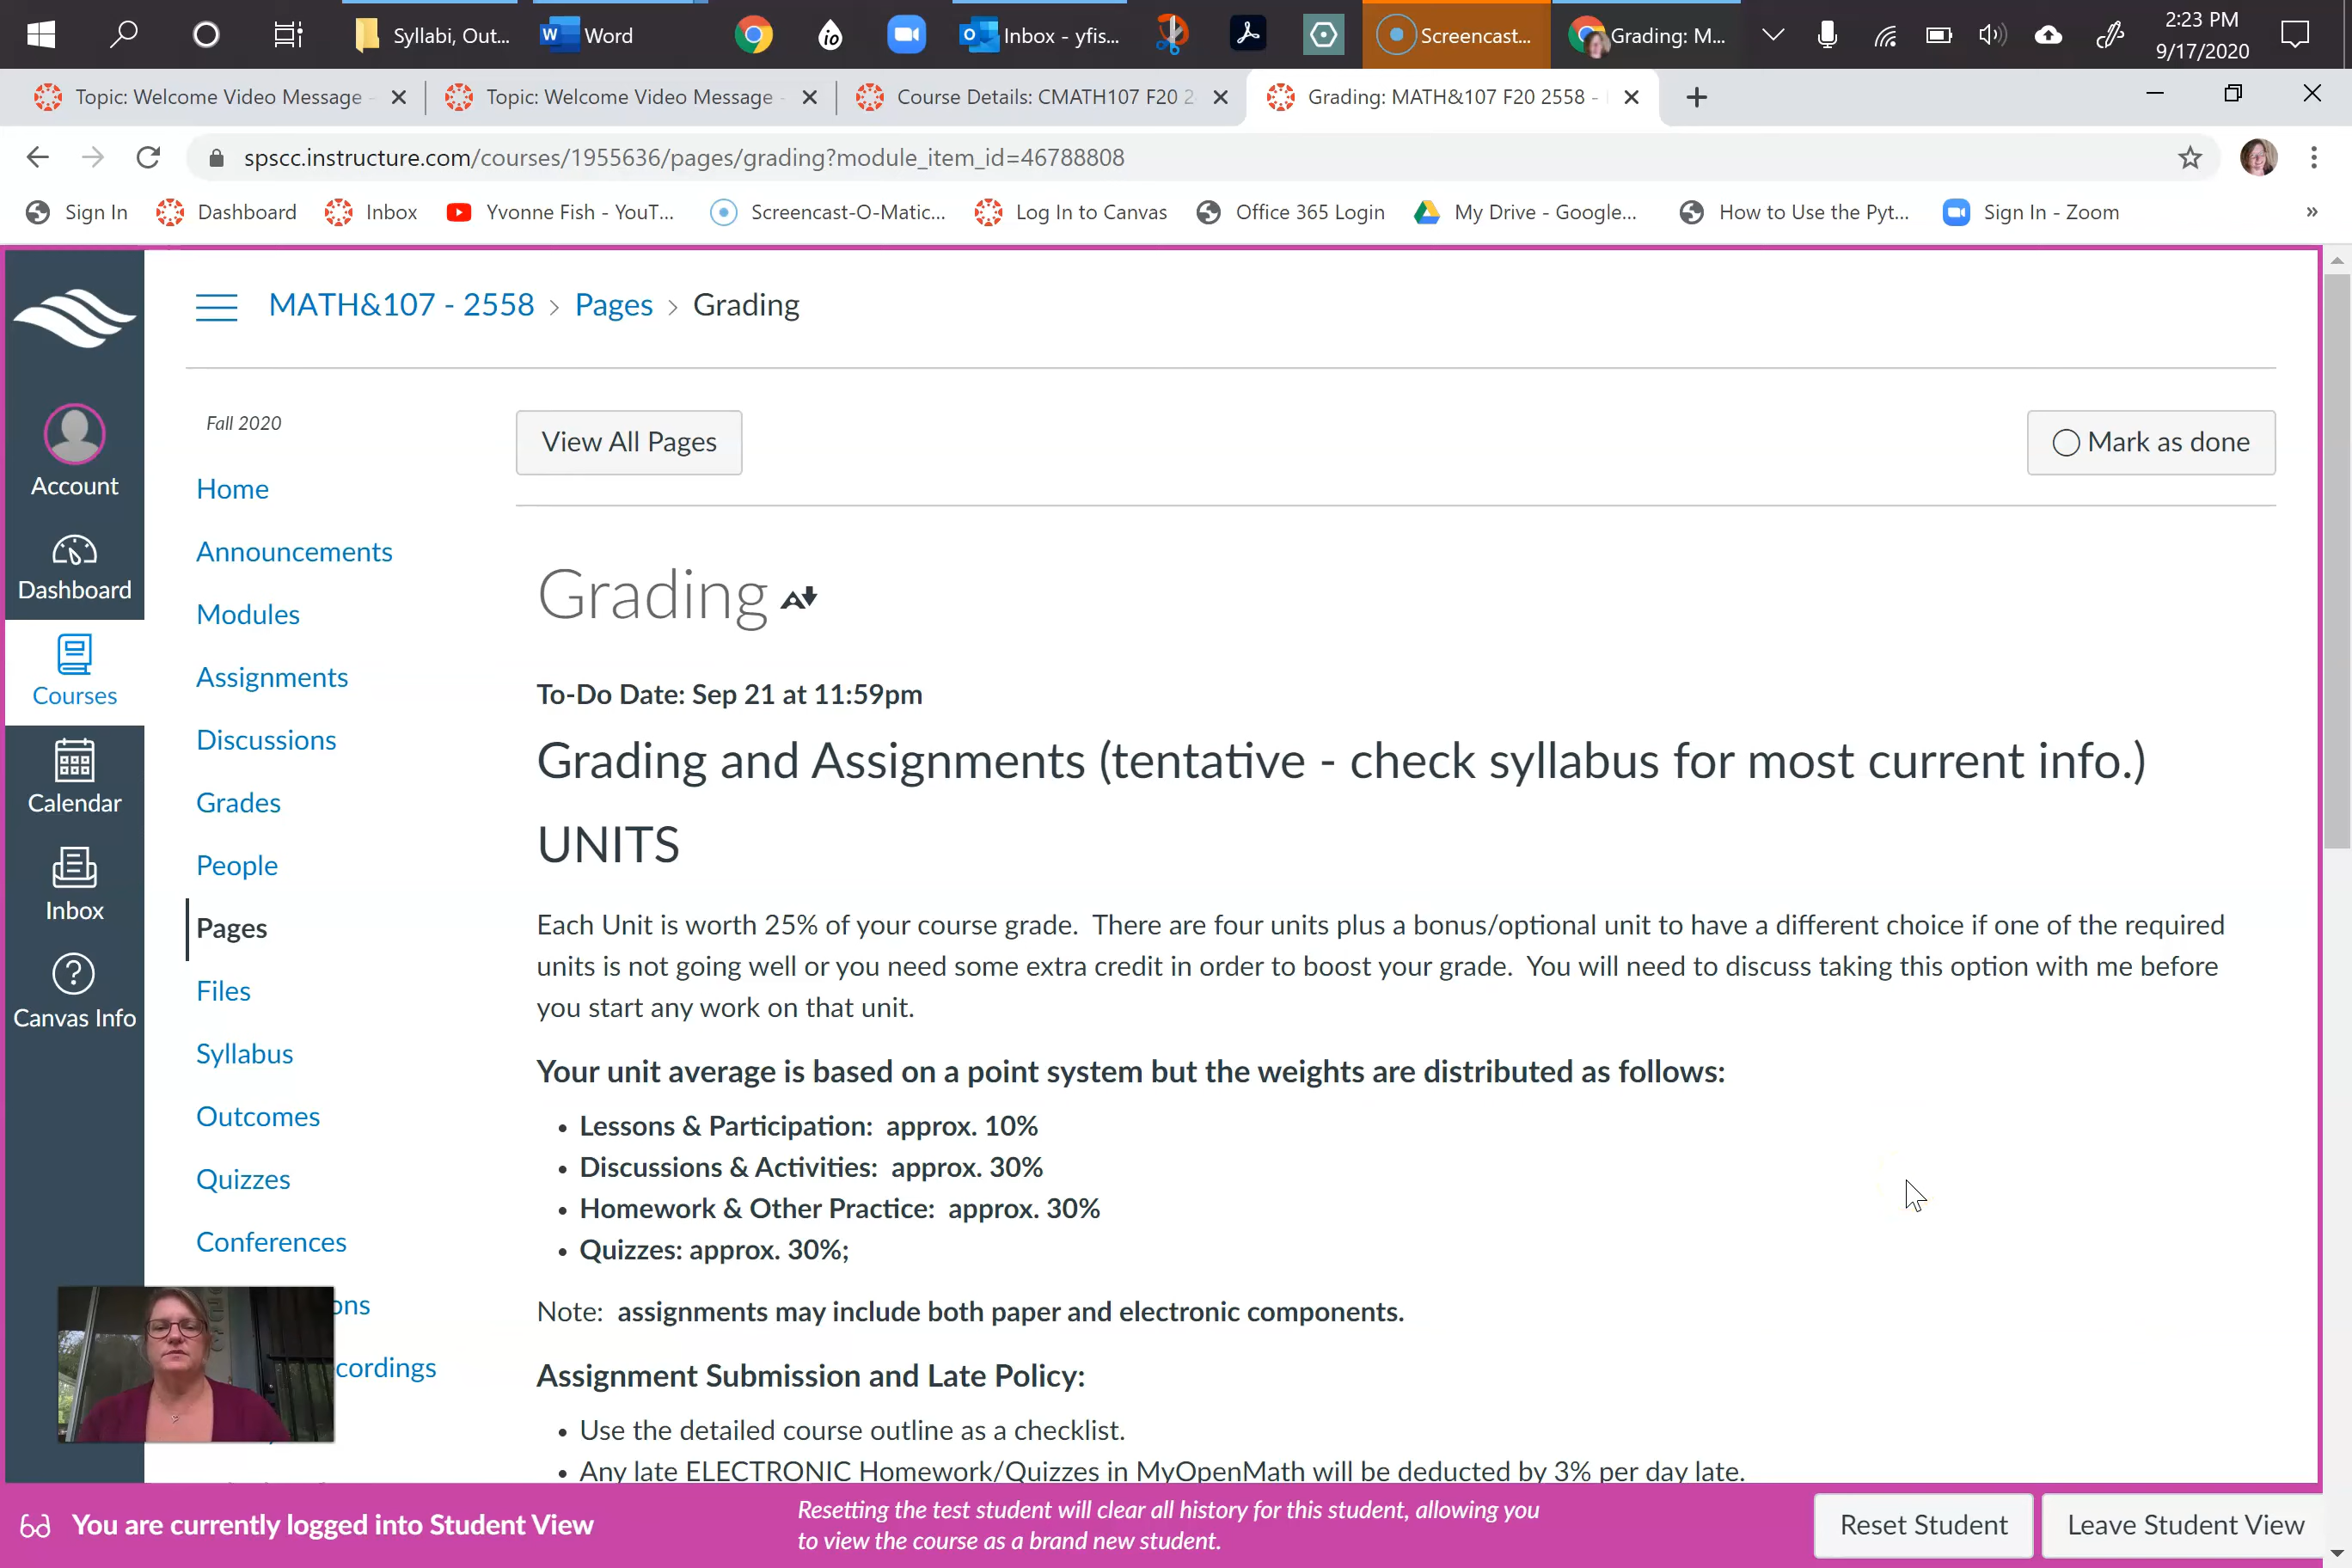 Syllabi, Out...
Word
Inbox - yfis...
Screencast...
Grading: M...
2:23 PM
9/17/2020
Topic: Welcome Video Message -
Topic: Welcome Video Message -
Course Details: CMATH107 F20 2
Grading: MATH&107 F20 2558 -
spscc.instructure.com/courses/1955636/pages/grading?module_item_id=46788808
Sign In
Dashboard
Inbox
Yvonne Fish - YouT...
Screencast-O-Matic...
Log In to Canvas
Office 365 Login
My Drive - Google...
How to Use the Pyt...
Sign In - Zoom
»
MATH&107 - 2558 > Pages > Grading
Account
Dashboard
Courses
Calendar
Inbox
Canvas Info
Fall 2020
Home
Announcements
Modules
Assignments
Discussions
Grades
People
Pages
Files
Syllabus
Outcomes
Quizzes
Conferences
ons
cordings
View All Pages
Mark as done
Grading
To-Do Date: Sep 21 at 11:59pm
Grading and Assignments (tentative - check syllabus for most current info.)
UNITS
Each Unit is worth 25% of your course grade.  There are four units plus a bonus/optional unit to have a different choice if one of the required
units is not going well or you need some extra credit in order to boost your grade.  You will need to discuss taking this option with me before
you start any work on that unit.
Your unit average is based on a point system but the weights are distributed as follows:
• Lessons & Participation:  approx. 10%
• Discussions & Activities:  approx. 30%
• Homework & Other Practice:  approx. 30%
• Quizzes: approx. 30%;
Note:  assignments may include both paper and electronic components.
Assignment Submission and Late Policy:
• Use the detailed course outline as a checklist.
• Any late ELECTRONIC Homework/Quizzes in MyOpenMath will be deducted by 3% per day late.
You are currently logged into Student View
Resetting the test student will clear all history for this student, allowing you
to view the course as a brand new student.
Reset Student
Leave Student View